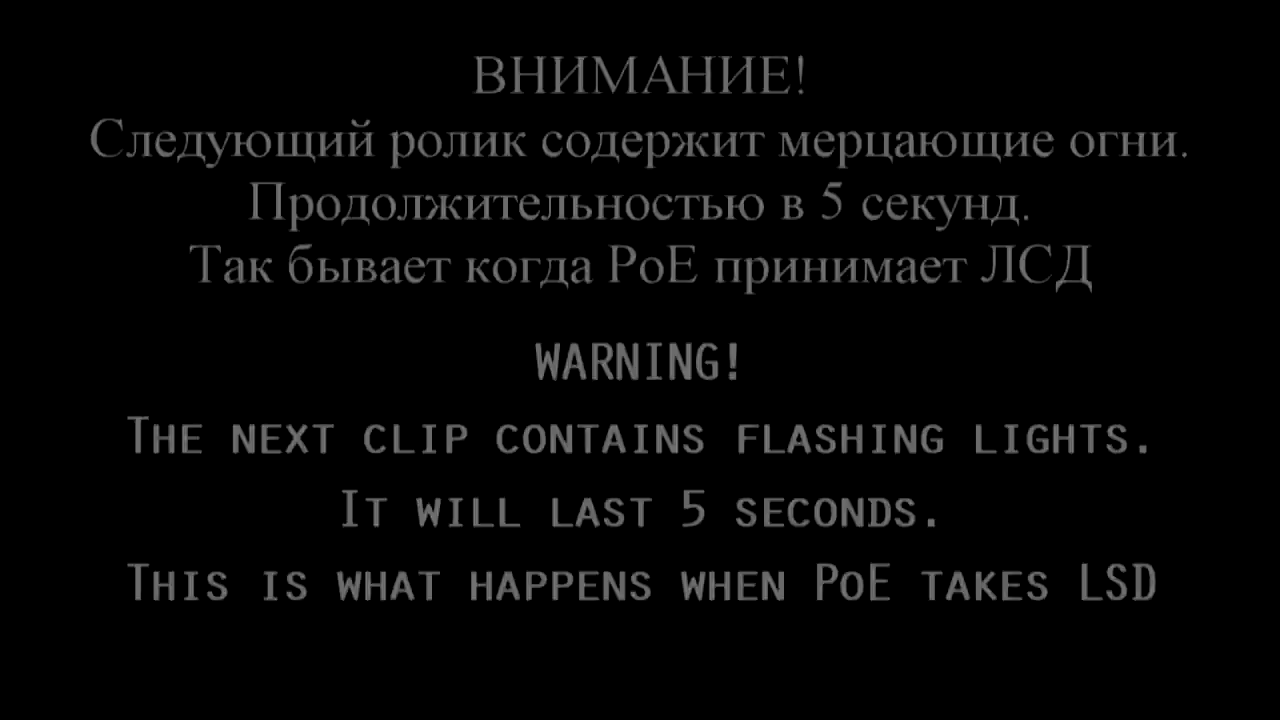 ВНИМАНИЕ!
Следующий ролик содержит мерцающие огни.
Продолжительностью в 5 секунд.
Так бывает когда PoE принимает ЛСД
WARNING!
The next clip contains flashing lights.
It will last 5 seconds.
This is what happens when PoE takes LSD